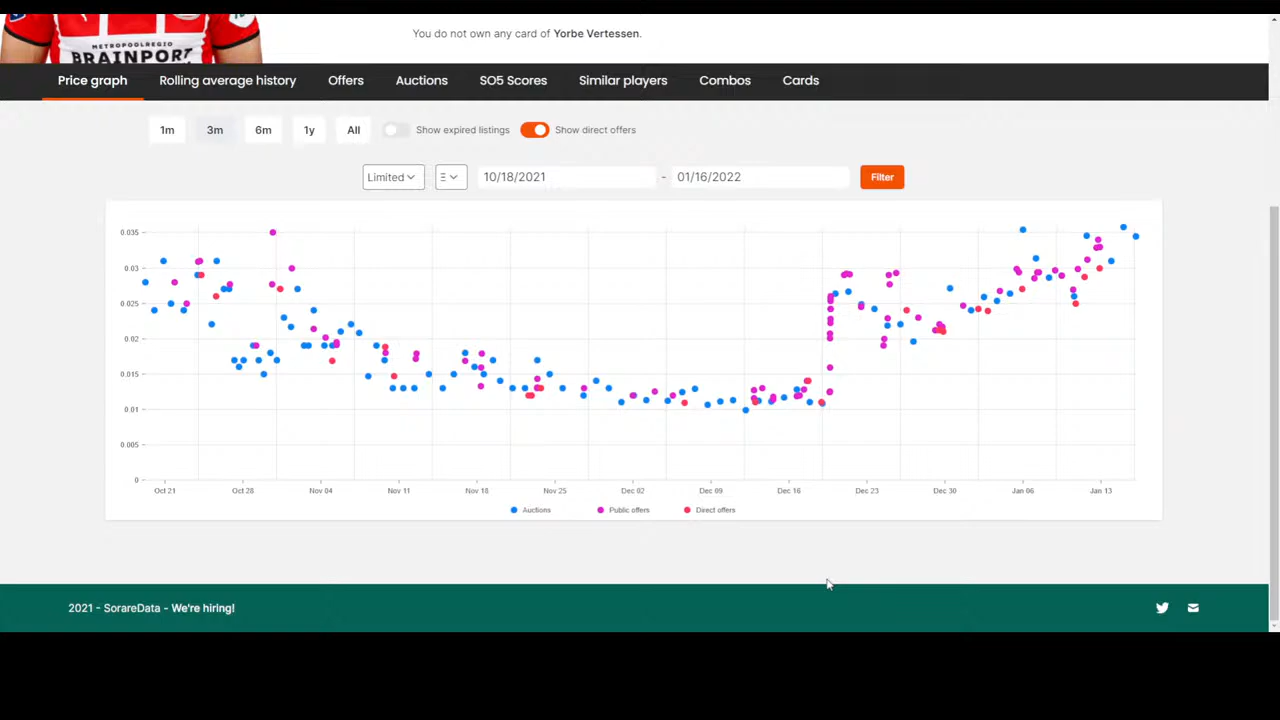 METROPOOLREGIO
BRAINPORT
You do not own any card of Yorbe Vertessen.
Price graph Rolling average history Offers Auctions SO5 Scores Similar players Combos Cards
1m 3m 6m 1y All Show expired listings Show direct offers
Limited Ξ 10/18/2021 - 01/16/2022 Filter
0.035
0.03
0.025
0.02
0.015
0.01
0.005
0
Oct 21 Oct 28 Nov 04 Nov 11 Nov 18 Nov 25 Dec 02 Dec 09 Dec 16 Dec 23 Dec 30 Jan 06 Jan 13
Auctions Public offers Direct offers
2021 - SorareData - We're hiring!